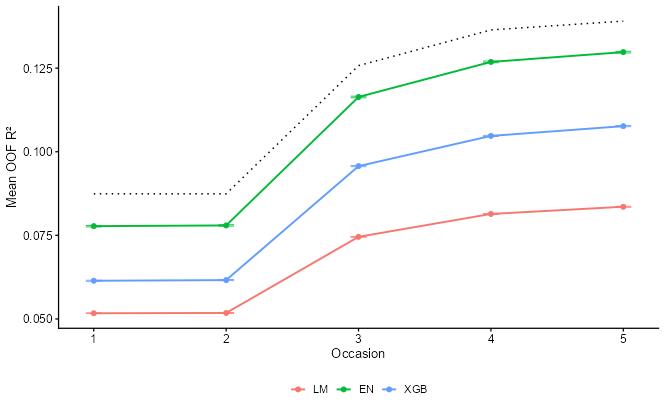 Mean OOF R²
0.125
0.100
0.075
0.050
1 2 3 4 5
Occasion
LM EN XGB